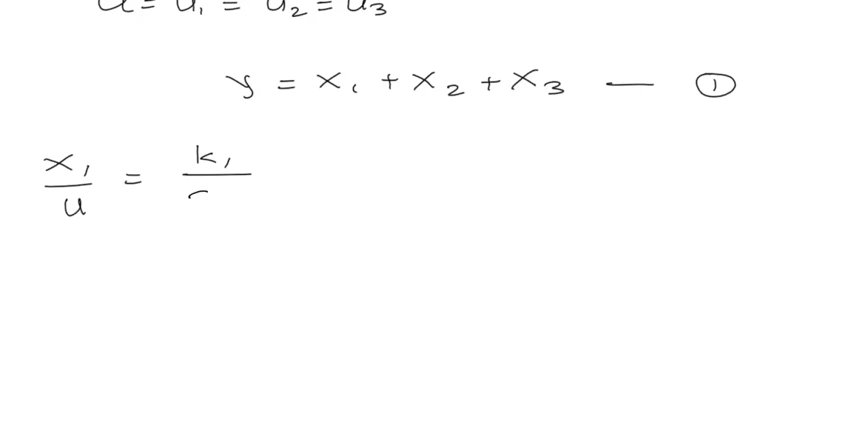 u = u₁ = u₂ = u₃
y = x₁ + x₂ + x₃ — ①
x₁/u = k₁/